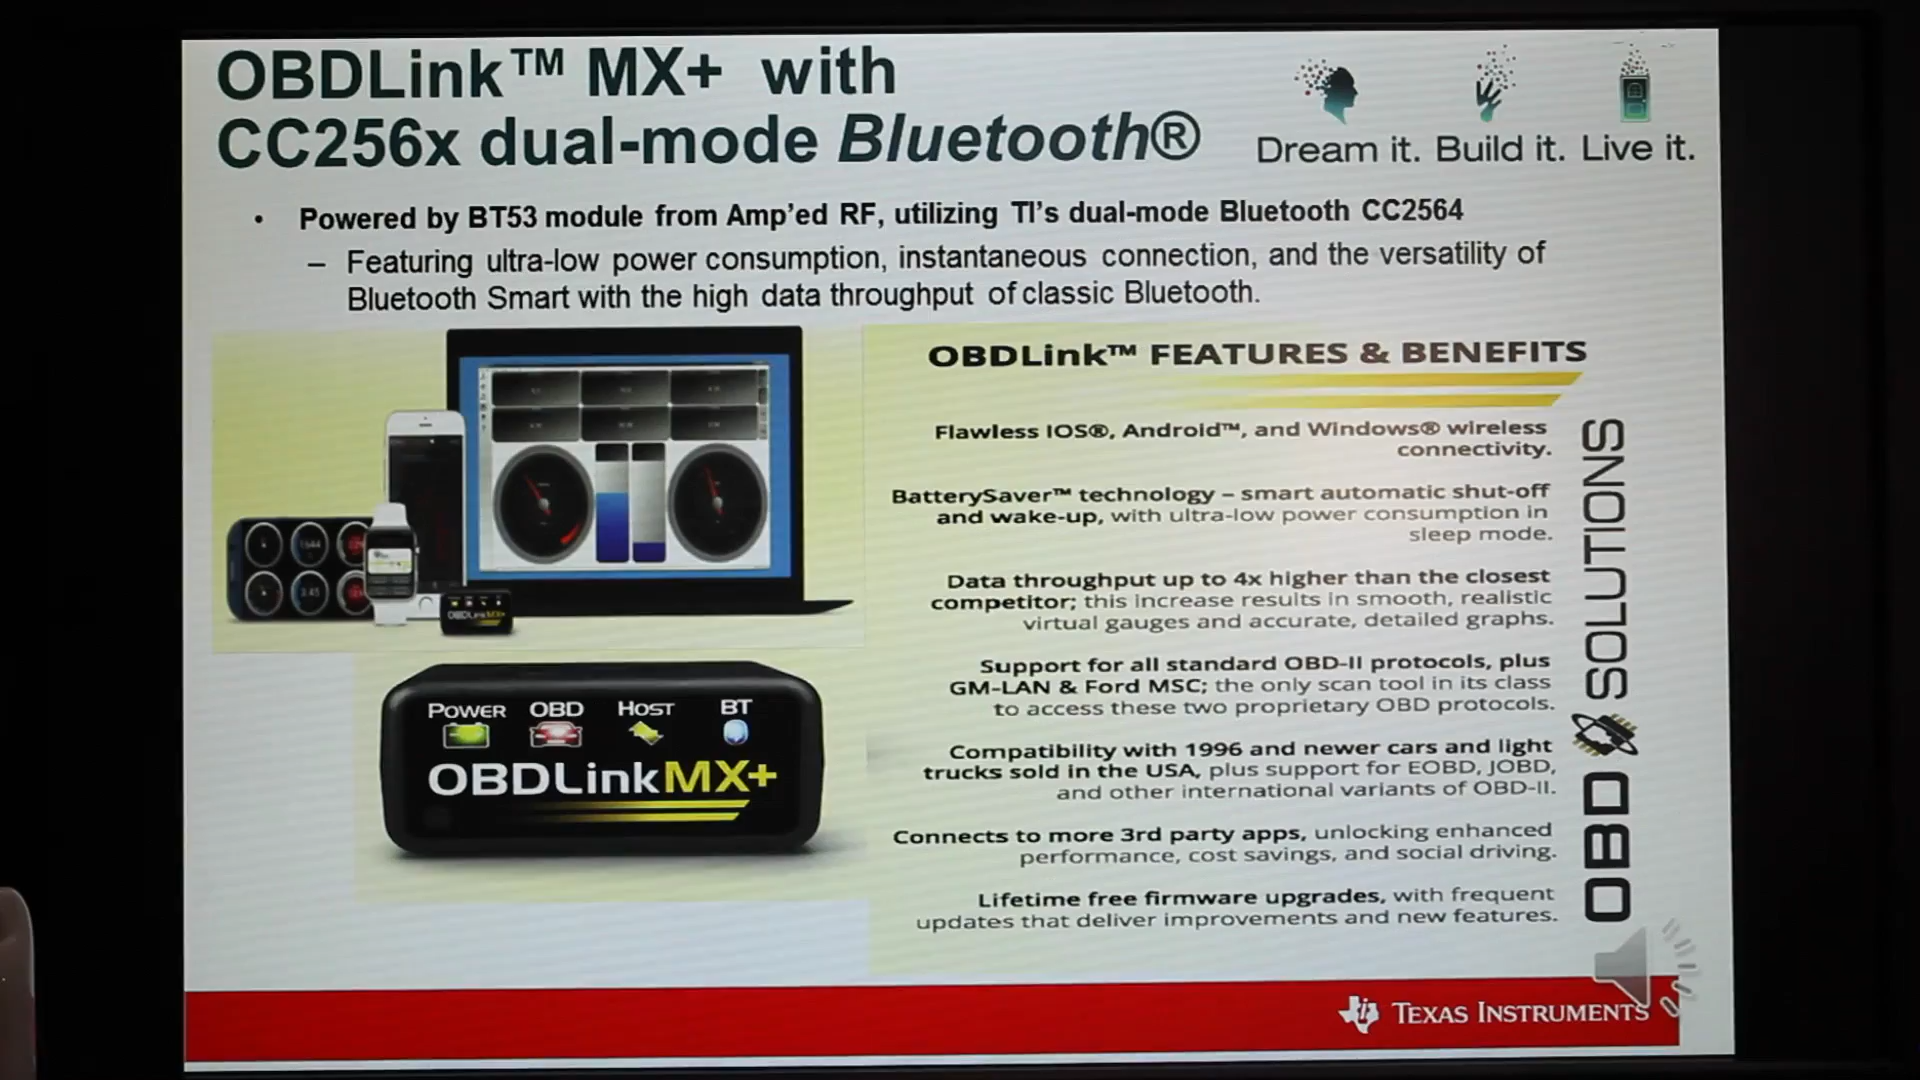 OBDLink™ MX+ with
CC256x dual-mode Bluetooth®
Dream it. Build it. Live it.
• Powered by BT53 module from Amp'ed RF, utilizing TI's dual-mode Bluetooth CC2564
– Featuring ultra-low power consumption, instantaneous connection, and the versatility of
Bluetooth Smart with the high data throughput of classic Bluetooth.
OBDLink™ FEATURES & BENEFITS
Flawless IOS®, Android™, and Windows® wireless
connectivity.
BatterySaver™ technology – smart automatic shut-off
and wake-up, with ultra-low power consumption in
sleep mode.
Data throughput up to 4x higher than the closest
competitor; this increase results in smooth, realistic
virtual gauges and accurate, detailed graphs.
Support for all standard OBD-II protocols, plus
GM-LAN & Ford MSC; the only scan tool in its class
to access these two proprietary OBD protocols.
Compatibility with 1996 and newer cars and light
trucks sold in the USA, plus support for EOBD, JOBD,
and other international variants of OBD-II.
Connects to more 3rd party apps, unlocking enhanced
performance, cost savings, and social driving.
Lifetime free firmware upgrades, with frequent
updates that deliver improvements and new features.
OBD SOLUTIONS
OBDLinkMX+
POWER OBD HOST BT
OBDLinkMX+
TEXAS INSTRUMENTS